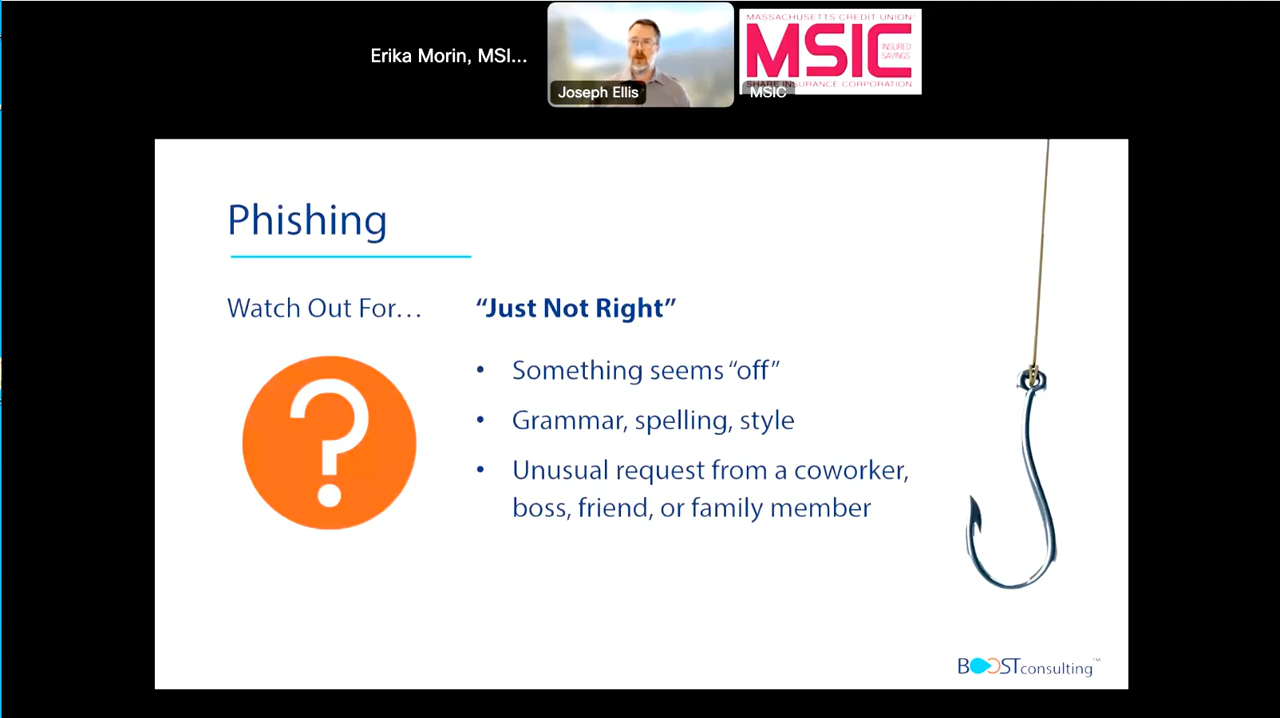 Erika Morin, MSI...
Joseph Ellis
MASSACHUSETTS CREDIT UNION
MSIC
INSURED
SAVINGS
SHARE INSURANCE CORPORATION
MSIC
Phishing
Watch Out For…
“Just Not Right”
• Something seems “off”
• Grammar, spelling, style
• Unusual request from a coworker,
boss, friend, or family member
BOOSTconsulting™